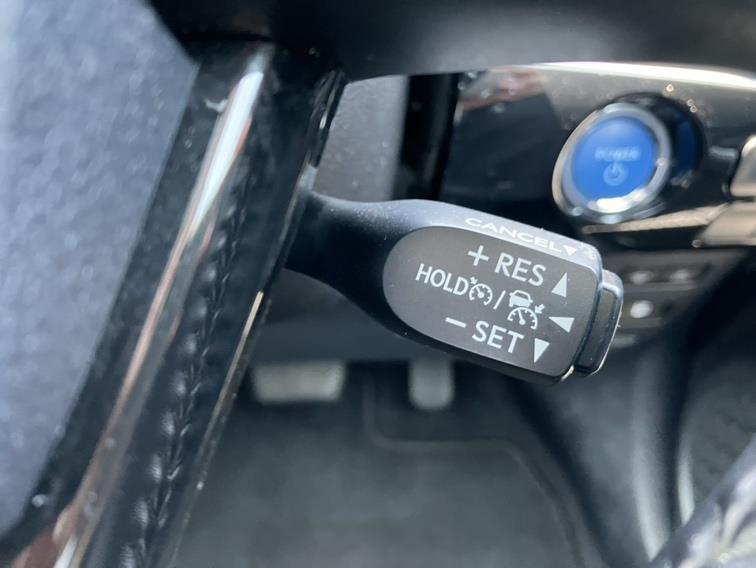 POWER
CANCEL▼
+ RES ▲
HOLD /
− SET ▼